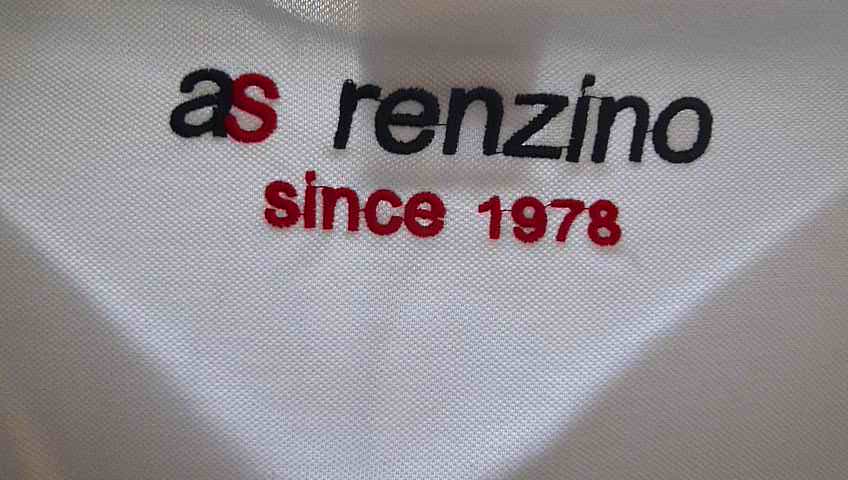 as renzino
since 1978